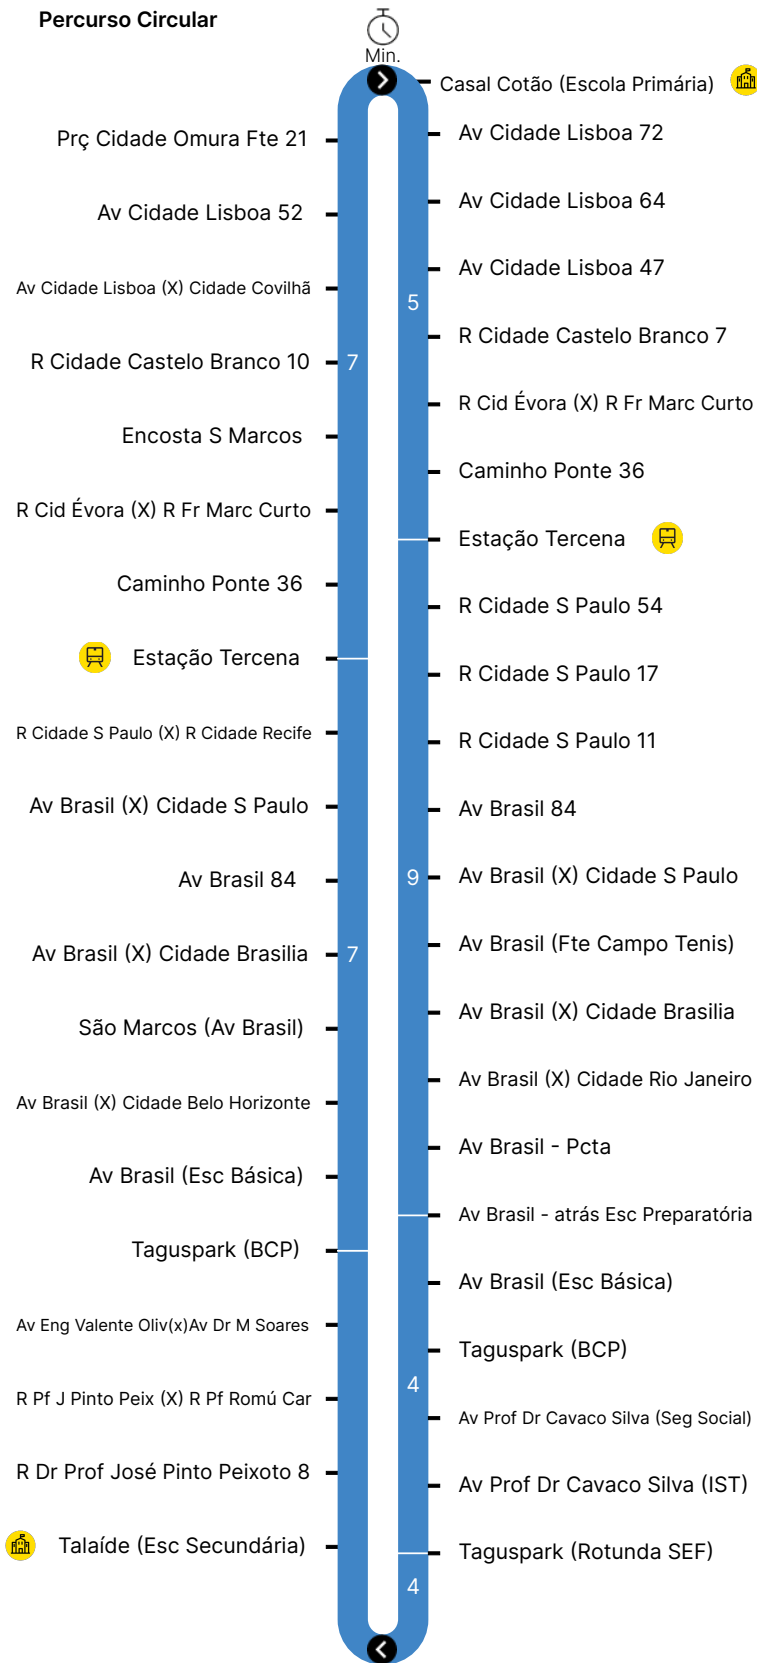 Percurso Circular
Min.
Casal Cotão (Escola Primária)
Av Cidade Lisboa 72
Av Cidade Lisboa 64
Av Cidade Lisboa 47
5
R Cidade Castelo Branco 7
R Cid Évora (X) R Fr Marc Curto
Caminho Ponte 36
Estação Tercena
R Cidade S Paulo 54
R Cidade S Paulo 17
R Cidade S Paulo 11
Av Brasil 84
9
Av Brasil (X) Cidade S Paulo
Av Brasil (Fte Campo Tenis)
Av Brasil (X) Cidade Brasilia
Av Brasil (X) Cidade Rio Janeiro
Av Brasil - Pcta
Av Brasil - atrás Esc Preparatória
Av Brasil (Esc Básica)
Taguspark (BCP)
4
Av Prof Dr Cavaco Silva (Seg Social)
Av Prof Dr Cavaco Silva (IST)
Taguspark (Rotunda SEF)
4
Prç Cidade Omura Fte 21
Av Cidade Lisboa 52
Av Cidade Lisboa (X) Cidade Covilhã
R Cidade Castelo Branco 10
7
Encosta S Marcos
R Cid Évora (X) R Fr Marc Curto
Caminho Ponte 36
Estação Tercena
R Cidade S Paulo (X) R Cidade Recife
Av Brasil (X) Cidade S Paulo
Av Brasil 84
Av Brasil (X) Cidade Brasilia
7
São Marcos (Av Brasil)
Av Brasil (X) Cidade Belo Horizonte
Av Brasil (Esc Básica)
Taguspark (BCP)
Av Eng Valente Oliv(x)Av Dr M Soares
R Pf J Pinto Peix (X) R Pf Romú Car
R Dr Prof José Pinto Peixoto 8
Talaíde (Esc Secundária)